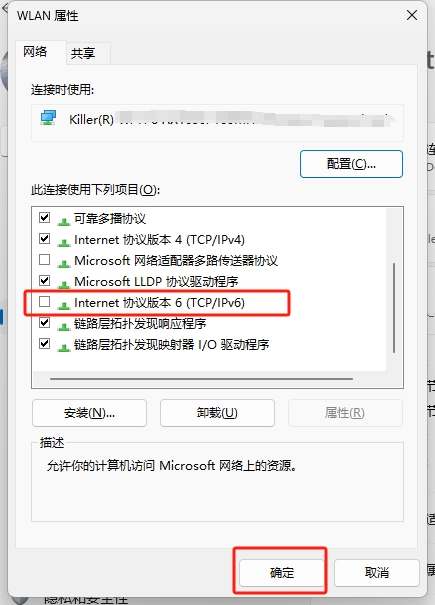 WLAN 属性
网络 共享
连接时使用:
Killer(R)
配置(C)...
此连接使用下列项目(O):
可靠多播协议
Internet 协议版本 4 (TCP/IPv4)
Microsoft 网络适配器多路传送器协议
Microsoft LLDP 协议驱动程序
Internet 协议版本 6 (TCP/IPv6)
链路层拓扑发现响应程序
链路层拓扑发现映射器 I/O 驱动程序
安装(N)... 卸载(U) 属性(R)
描述
允许你的计算机访问 Microsoft 网络上的资源。
确定 取消
隐私和安全性